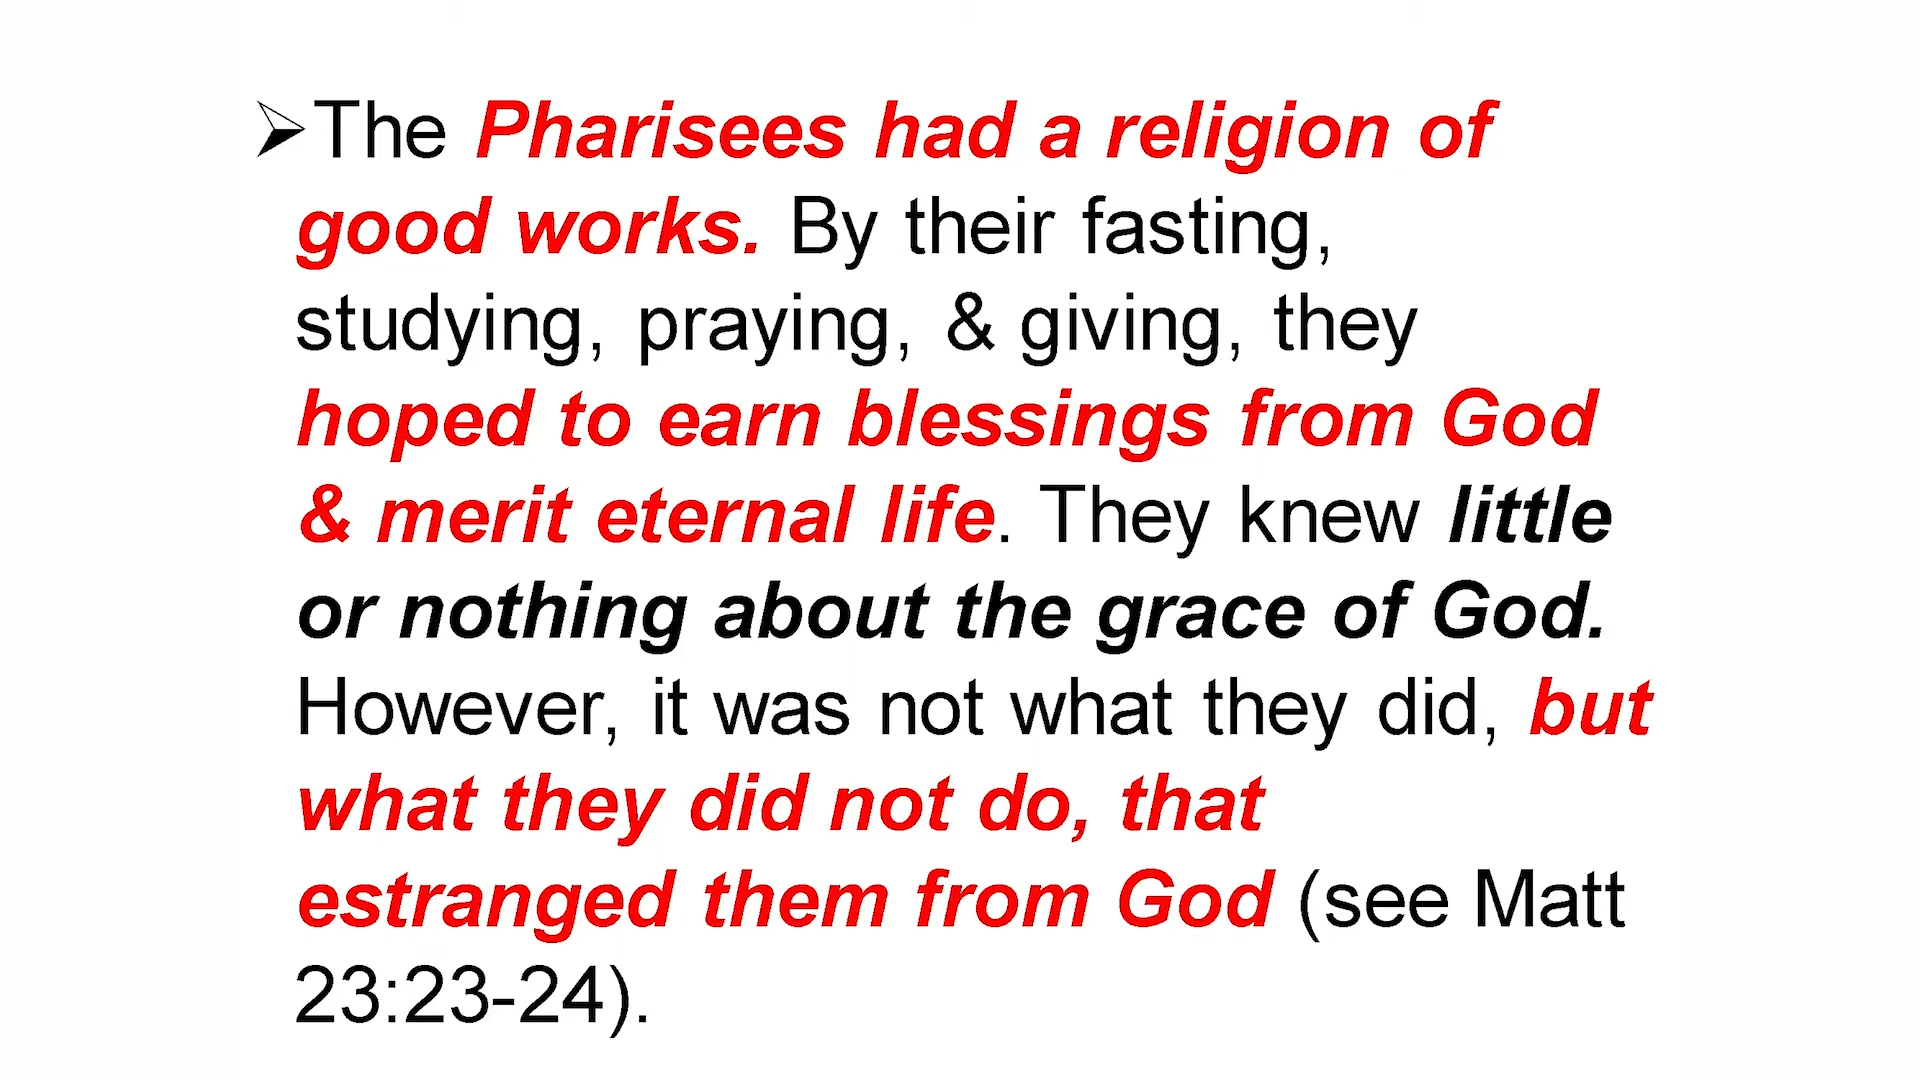 ➢The Pharisees had a religion of
good works. By their fasting,
studying, praying, & giving, they
hoped to earn blessings from God
& merit eternal life. They knew little
or nothing about the grace of God.
However, it was not what they did, but
what they did not do, that
estranged them from God (see Matt
23:23-24).